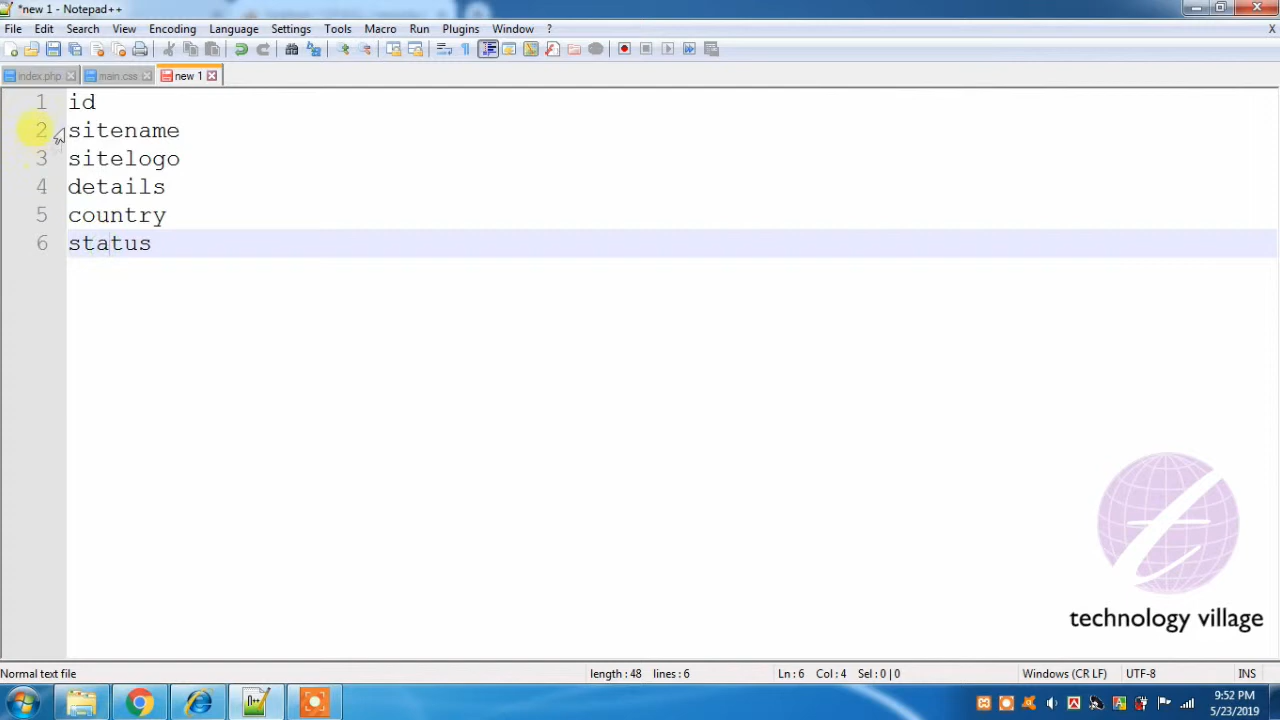 *new 1 - Notepad++
File Edit Search View Encoding Language Settings Tools Macro Run Plugins Window ? X
index.php main.css new 1
1 id
2 sitename
3 sitelogo
4 details
5 country
6 status
technology village
Normal text file length : 48 lines : 6 Ln : 6 Col : 4 Sel : 0 | 0 Windows (CR LF) UTF-8 INS
9:52 PM
5/23/2019